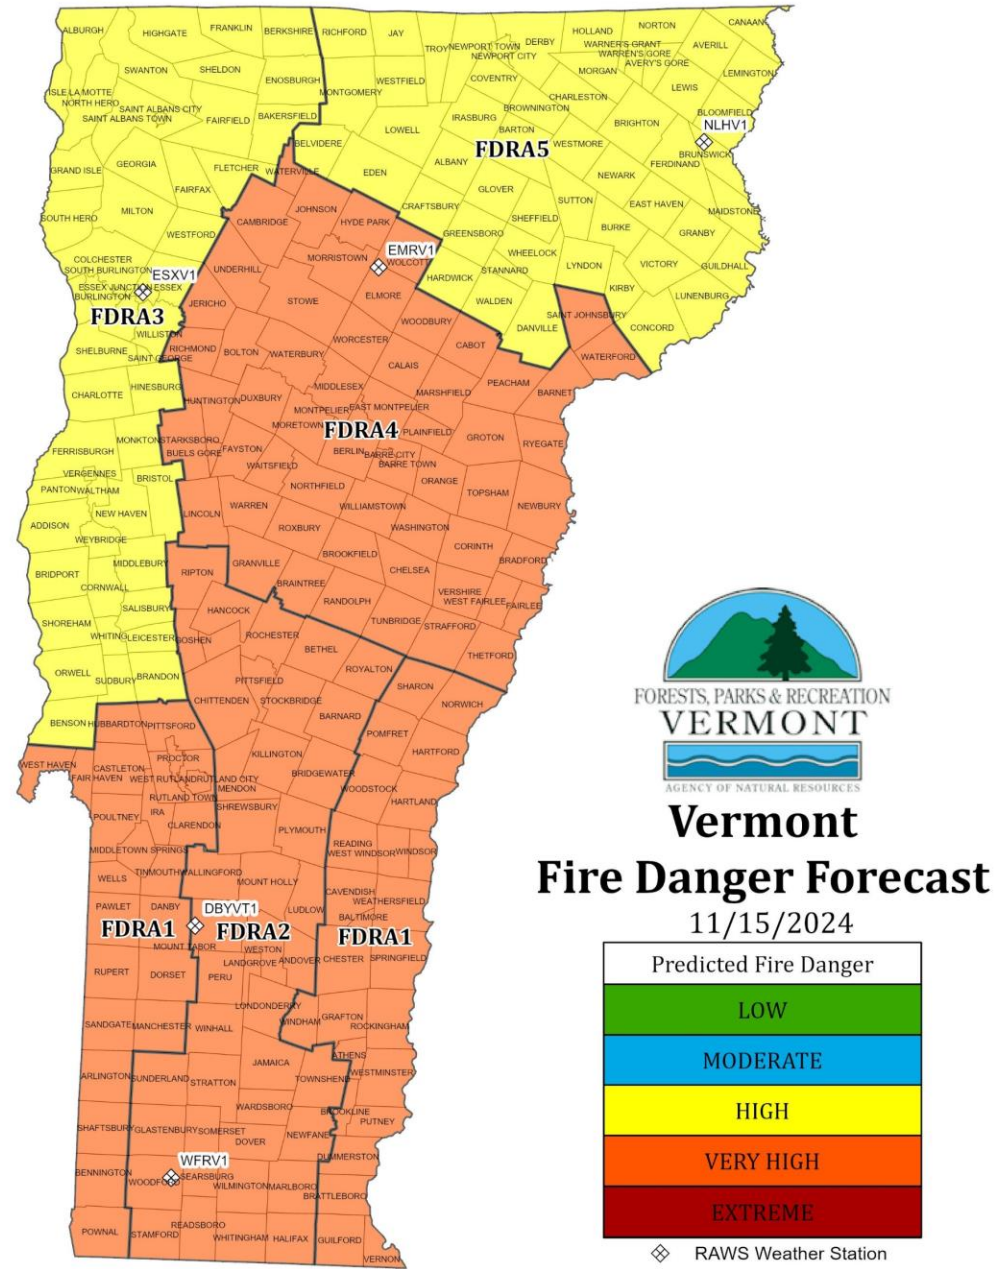 ALBURGH
HIGHGATE
FRANKLIN
BERKSHIRE
RICHFORD
JAY
TROY
NEWPORT TOWN
NEWPORT CITY
DERBY
HOLLAND
NORTON
CANAAN
WARNER'S GRANT
WARREN'S GORE
AVERY'S GORE
AVERILL
LEMINGTON
SWANTON
SHELDON
ENOSBURGH
MONTGOMERY
WESTFIELD
COVENTRY
MORGAN
LEWIS
ISLE LA MOTTE
NORTH HERO
SAINT ALBANS CITY
SAINT ALBANS TOWN
FAIRFIELD
BAKERSFIELD
LOWELL
IRASBURG
BROWNINGTON
CHARLESTON
BRIGHTON
BLOOMFIELD
NLHV1
BRUNSWICK
FERDINAND
BARTON
WESTMORE
FDRA5
ALBANY
BELVIDERE
EDEN
GRAND ISLE
GEORGIA
FLETCHER
WATERVILLE
FAIRFAX
NEWARK
GLOVER
CRAFTSBURY
SUTTON
EAST HAVEN
MAIDSTONE
SOUTH HERO
MILTON
WESTFORD
CAMBRIDGE
JOHNSON
HYDE PARK
SHEFFIELD
GREENSBORO
BURKE
GRANBY
EMRV1
WOLCOTT
MORRISTOWN
COLCHESTER
SOUTH BURLINGTON
ESXV1
ESSEX JUNCTION
ESSEX
BURLINGTON
FDRA3
UNDERHILL
HARDWICK
STANNARD
WHEELOCK
LYNDON
VICTORY
GUILDHALL
KIRBY
LUNENBURG
JERICHO
STOWE
ELMORE
WALDEN
DANVILLE
SAINT JOHNSBURY
CONCORD
WATERFORD
WILLISTON
SHELBURNE
SAINT GEORGE
RICHMOND
BOLTON
WATERBURY
WORCESTER
WOODBURY
CABOT
CALAIS
PEACHAM
BARNET
CHARLOTTE
HINESBURG
HUNTINGTON
DUXBURY
MIDDLESEX
MARSHFIELD
MONTPELIER
EAST MONTPELIER
MORETOWN
FDRA4
PLAINFIELD
GROTON
RYEGATE
FERRISBURGH
MONKTON
STARKSBORO
BUELS GORE
FAYSTON
WAITSFIELD
BERLIN
BARRE CITY
BARRE TOWN
VERGENNES
PANTON
WALTHAM
BRISTOL
NORTHFIELD
ORANGE
TOPSHAM
NEWBURY
NEW HAVEN
LINCOLN
WARREN
ROXBURY
WILLIAMSTOWN
WASHINGTON
ADDISON
WEYBRIDGE
CORINTH
BRADFORD
BRIDPORT
MIDDLEBURY
CORNWALL
RIPTON
GRANVILLE
BRAINTREE
BROOKFIELD
CHELSEA
VERSHIRE
WEST FAIRLEE
FAIRLEE
RANDOLPH
SALISBURY
HANCOCK
SHOREHAM
WHITING
LEICESTER
GOSHEN
ROCHESTER
TUNBRIDGE
STRAFFORD
BETHEL
THETFORD
ORWELL
SUDBURY
BRANDON
PITTSFIELD
ROYALTON
SHARON
CHITTENDEN
STOCKBRIDGE
NORWICH
BARNARD
POMFRET
BENSON
HUBBARDTON
PITTSFORD
HARTFORD
WEST HAVEN
CASTLETON
PROCTOR
KILLINGTON
FAIR HAVEN
WEST RUTLAND
RUTLAND CITY
MENDON
BRIDGEWATER
WOODSTOCK
RUTLAND TOWN
HARTLAND
POULTNEY
IRA
SHREWSBURY
CLARENDON
PLYMOUTH
READING
WEST WINDSOR
WINDSOR
MIDDLETOWN SPRINGS
TINMOUTH
WALLINGFORD
MOUNT HOLLY
WELLS
CAVENDISH
WEATHERSFIELD
PAWLET
DANBY
DBYVT1
LUDLOW
BALTIMORE
FDRA1
FDRA2
FDRA1
MOUNT TABOR
WESTON
LANDGROVE
ANDOVER
CHESTER
SPRINGFIELD
RUPERT
DORSET
PERU
LONDONDERRY
SANDGATE
MANCHESTER
WINHALL
WINDHAM
GRAFTON
ROCKINGHAM
ATHENS
JAMAICA
WESTMINSTER
ARLINGTON
SUNDERLAND
STRATTON
TOWNSHEND
WARDSBORO
BROOKLINE
PUTNEY
SHAFTSBURY
GLASTENBURY
SOMERSET
DOVER
NEWFANE
DUMMERSTON
WFRV1
BENNINGTON
WOODFORD
SEARSBURG
WILMINGTON
MARLBORO
BRATTLEBORO
POWNAL
STAMFORD
READSBORO
WHITINGHAM
HALIFAX
GUILFORD
VERNON
FORESTS, PARKS & RECREATION
VERMONT
AGENCY OF NATURAL RESOURCES
Vermont
Fire Danger Forecast
11/15/2024
Predicted Fire Danger
LOW
MODERATE
HIGH
VERY HIGH
EXTREME
RAWS Weather Station